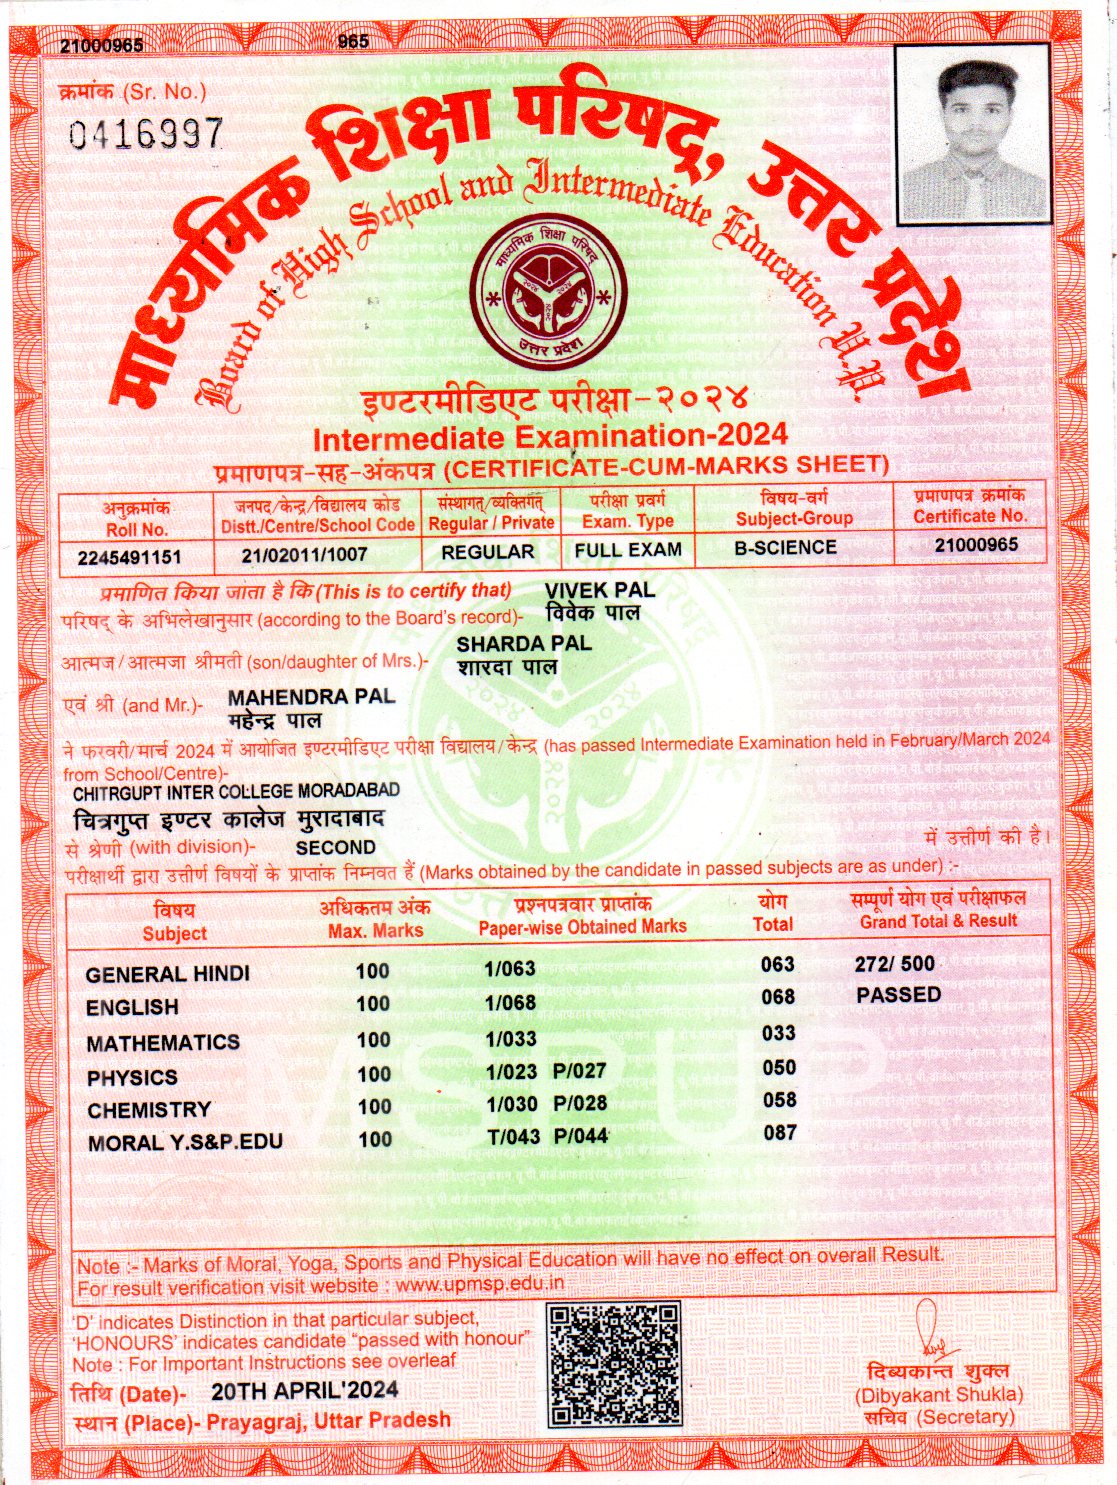 21000965 965
क्रमांक (Sr. No.)
0416997
माध्यमिक शिक्षा परिषद्, उत्तर प्रदेश
Board of High School and Intermediate Education U.P.
माध्यमिक शिक्षा परिषद्
२०२४ २०२४
२०२४
उत्तर प्रदेश
इण्टरमीडिएट परीक्षा-२०२४
Intermediate Examination-2024
प्रमाणपत्र-सह-अंकपत्र (CERTIFICATE-CUM-MARKS SHEET)
अनुक्रमांक जनपद/केन्द्र/विद्यालय कोड संस्थागत्/व्यक्तिगत् परीक्षा प्रवर्ग विषय-वर्ग प्रमाणपत्र क्रमांक
Roll No. Distt./Centre/School Code Regular / Private Exam. Type Subject-Group Certificate No.
2245491151 21/02011/1007 REGULAR FULL EXAM B-SCIENCE 21000965
प्रमाणित किया जाता है कि (This is to certify that) VIVEK PAL
परिषद् के अभिलेखानुसार (according to the Board's record)- विवेक पाल
SHARDA PAL
आत्मज/आत्मजा श्रीमती (son/daughter of Mrs.)- शारदा पाल
एवं श्री (and Mr.)- MAHENDRA PAL
महेन्द्र पाल
ने फरवरी/मार्च 2024 में आयोजित इण्टरमीडिएट परीक्षा विद्यालय/केन्द्र (has passed Intermediate Examination held in February/March 2024
from School/Centre)-
CHITRGUPT INTER COLLEGE MORADABAD
चित्रगुप्त इण्टर कालेज मुरादाबाद
से श्रेणी (with division)- SECOND में उत्तीर्ण की है।
परीक्षार्थी द्वारा उत्तीर्ण विषयों के प्राप्तांक निम्नवत हैं (Marks obtained by the candidate in passed subjects are as under) :-
विषय अधिकतम अंक प्रश्नपत्रवार प्राप्तांक योग सम्पूर्ण योग एवं परीक्षाफल
Subject Max. Marks Paper-wise Obtained Marks Total Grand Total & Result
GENERAL HINDI 100 1/063 063 272/ 500
ENGLISH 100 1/068 068 PASSED
MATHEMATICS 100 1/033 033
PHYSICS 100 1/023 P/027 050
CHEMISTRY 100 1/030 P/028 058
MORAL Y.S&P.EDU 100 T/043 P/044 087
Note :- Marks of Moral, Yoga, Sports and Physical Education will have no effect on overall Result.
For result verification visit website : www.upmsp.edu.in
'D' indicates Distinction in that particular subject,
'HONOURS' indicates candidate "passed with honour"
Note : For Important Instructions see overleaf
तिथि (Date)- 20TH APRIL'2024
स्थान (Place)- Prayagraj, Uttar Pradesh
दिब्यकान्त शुक्ल
(Dibyakant Shukla)
सचिव (Secretary)